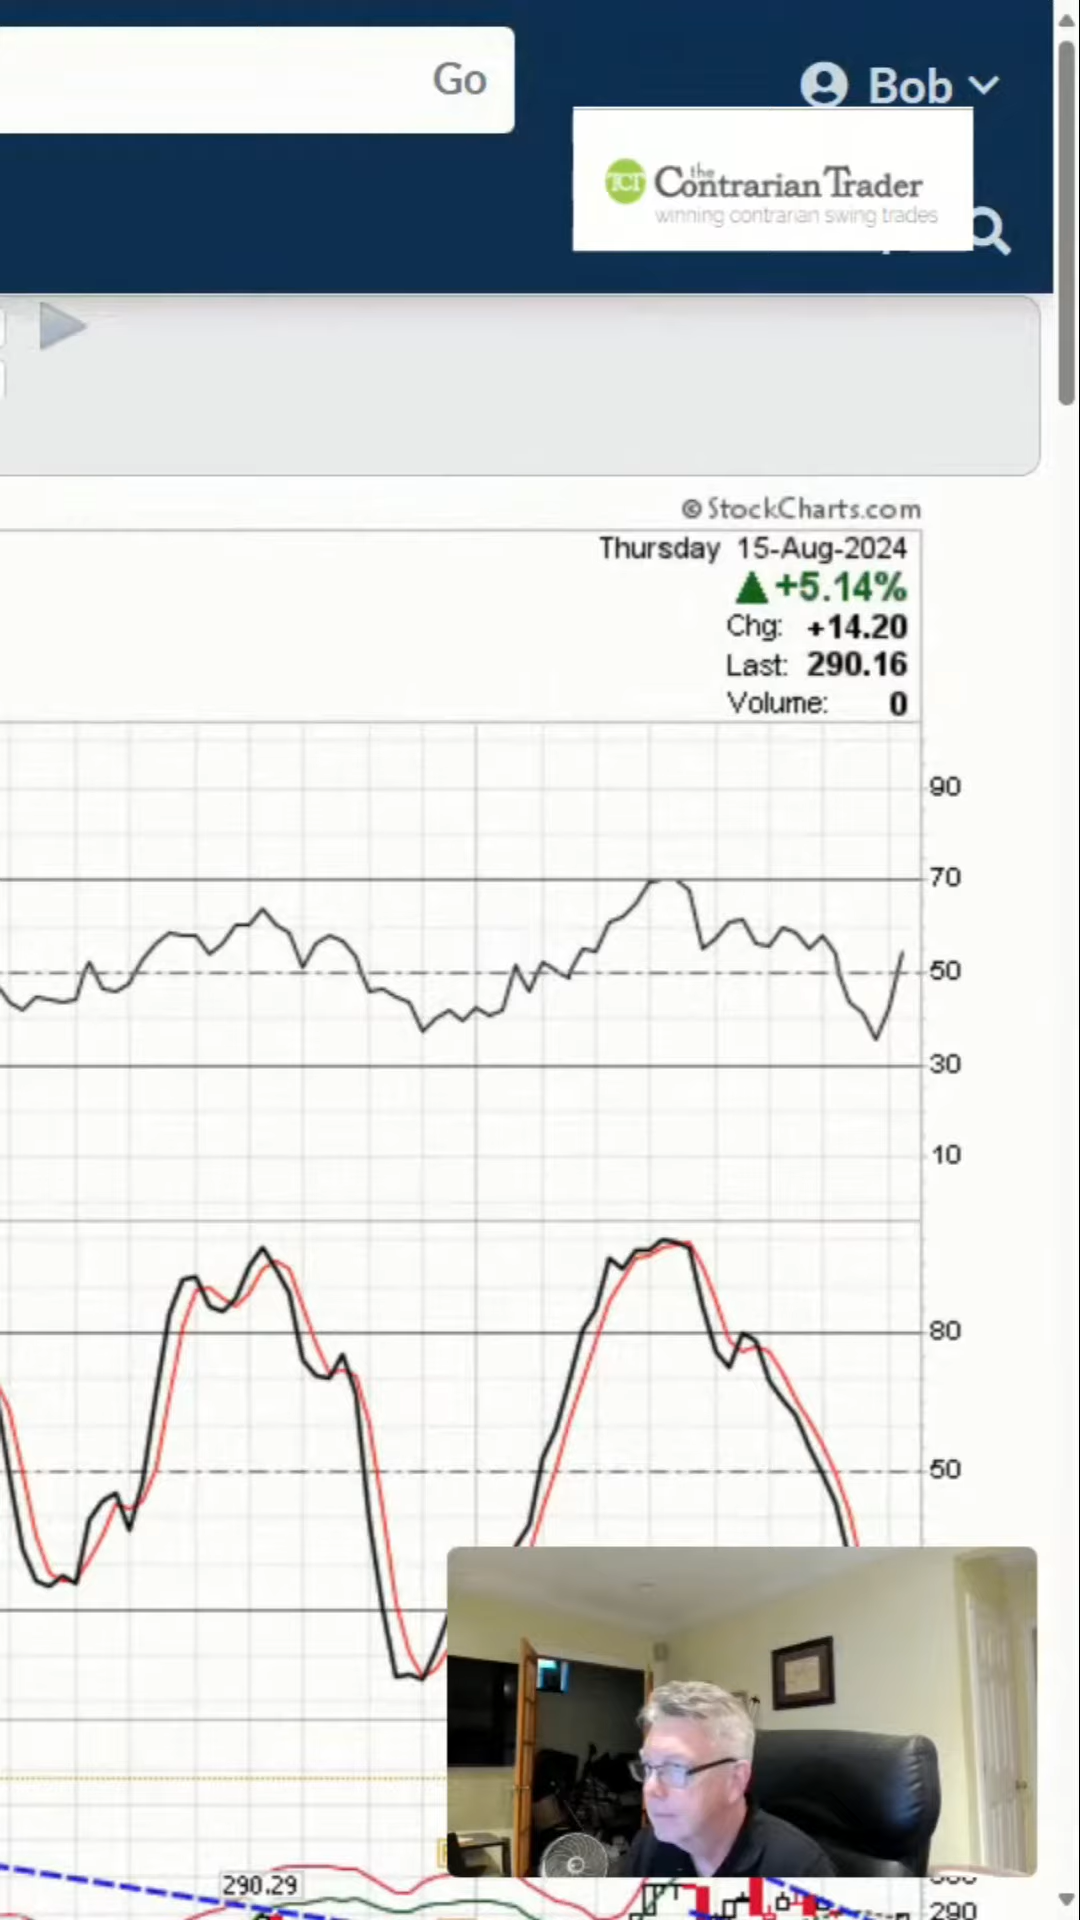 Go
Bob
TCT
the
Contrarian Trader
winning contrarian swing trades
© StockCharts.com
Thursday 15-Aug-2024
+5.14%
Chg: +14.20
Last: 290.16
Volume: 0
90
70
50
30
10
80
50
290.29
290